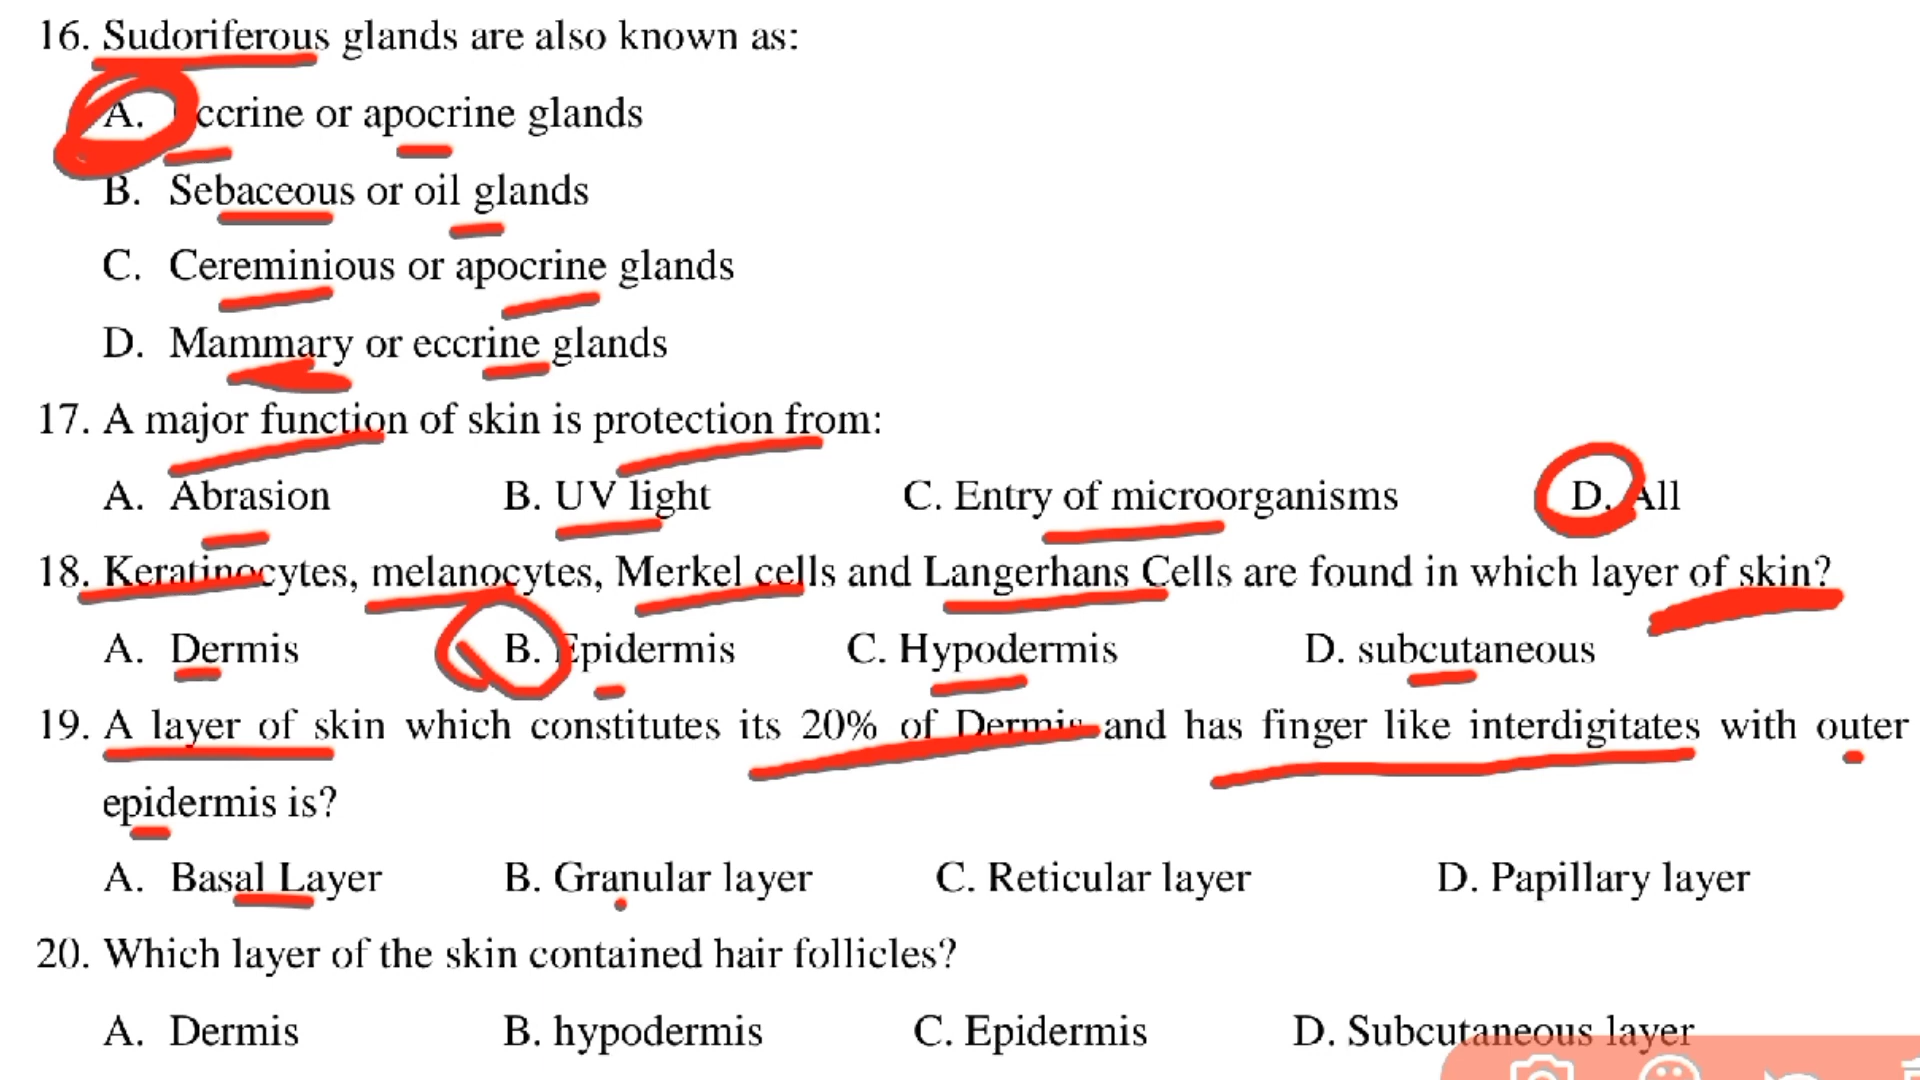 16. Sudoriferous glands are also known as:
A. Eccrine or apocrine glands
B. Sebaceous or oil glands
C. Cereminious or apocrine glands
D. Mammary or eccrine glands
17. A major function of skin is protection from:
A. Abrasion B. UV light C. Entry of microorganisms D. All
18. Keratinocytes, melanocytes, Merkel cells and Langerhans Cells are found in which layer of skin?
A. Dermis B. Epidermis C. Hypodermis D. subcutaneous
19. A layer of skin which constitutes its 20% of Dermis and has finger like interdigitates with outer
epidermis is?
A. Basal Layer B. Granular layer C. Reticular layer D. Papillary layer
20. Which layer of the skin contained hair follicles?
A. Dermis B. hypodermis C. Epidermis D. Subcutaneous layer